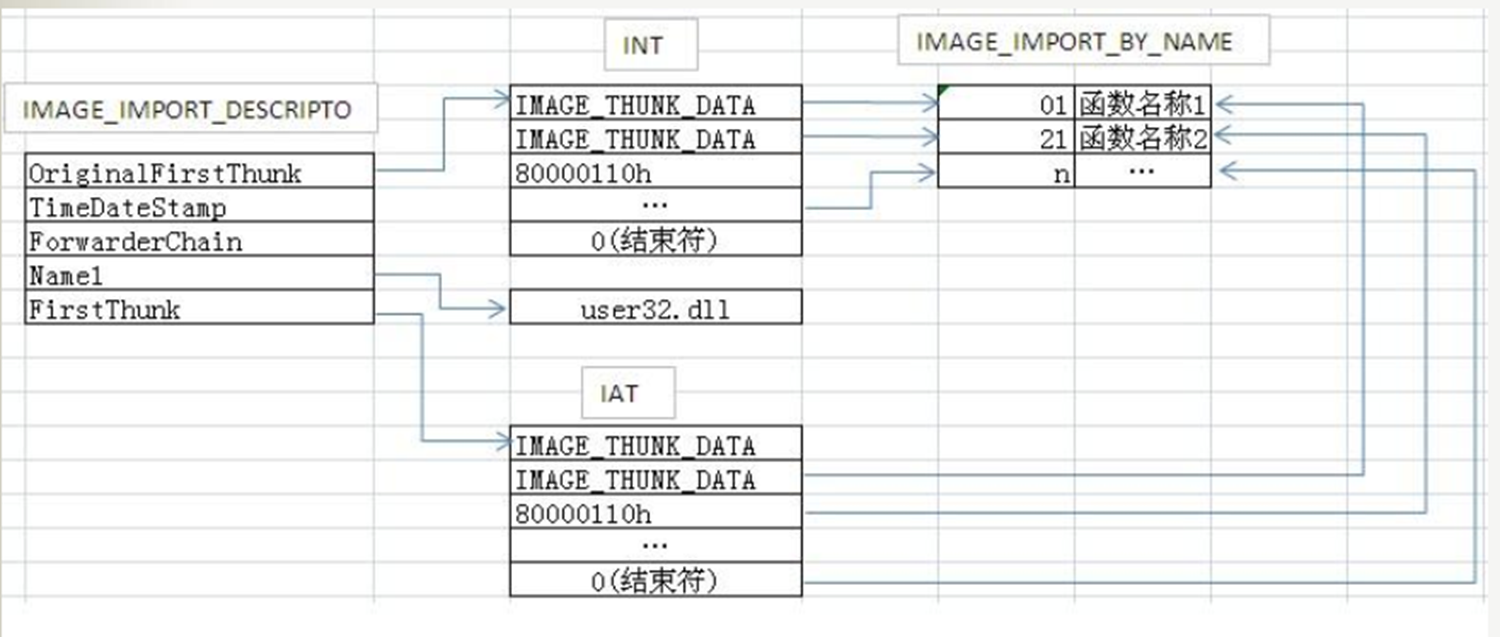 INT
IMAGE_IMPORT_BY_NAME
IMAGE_IMPORT_DESCRIPTO
OriginalFirstThunk
TimeDateStamp
ForwarderChain
Name1
FirstThunk
IMAGE_THUNK_DATA
IMAGE_THUNK_DATA
80000110h
...
0(结束符)
user32.dll
01 函数名称1
21 函数名称2
n ...
IAT
IMAGE_THUNK_DATA
IMAGE_THUNK_DATA
80000110h
...
0(结束符)